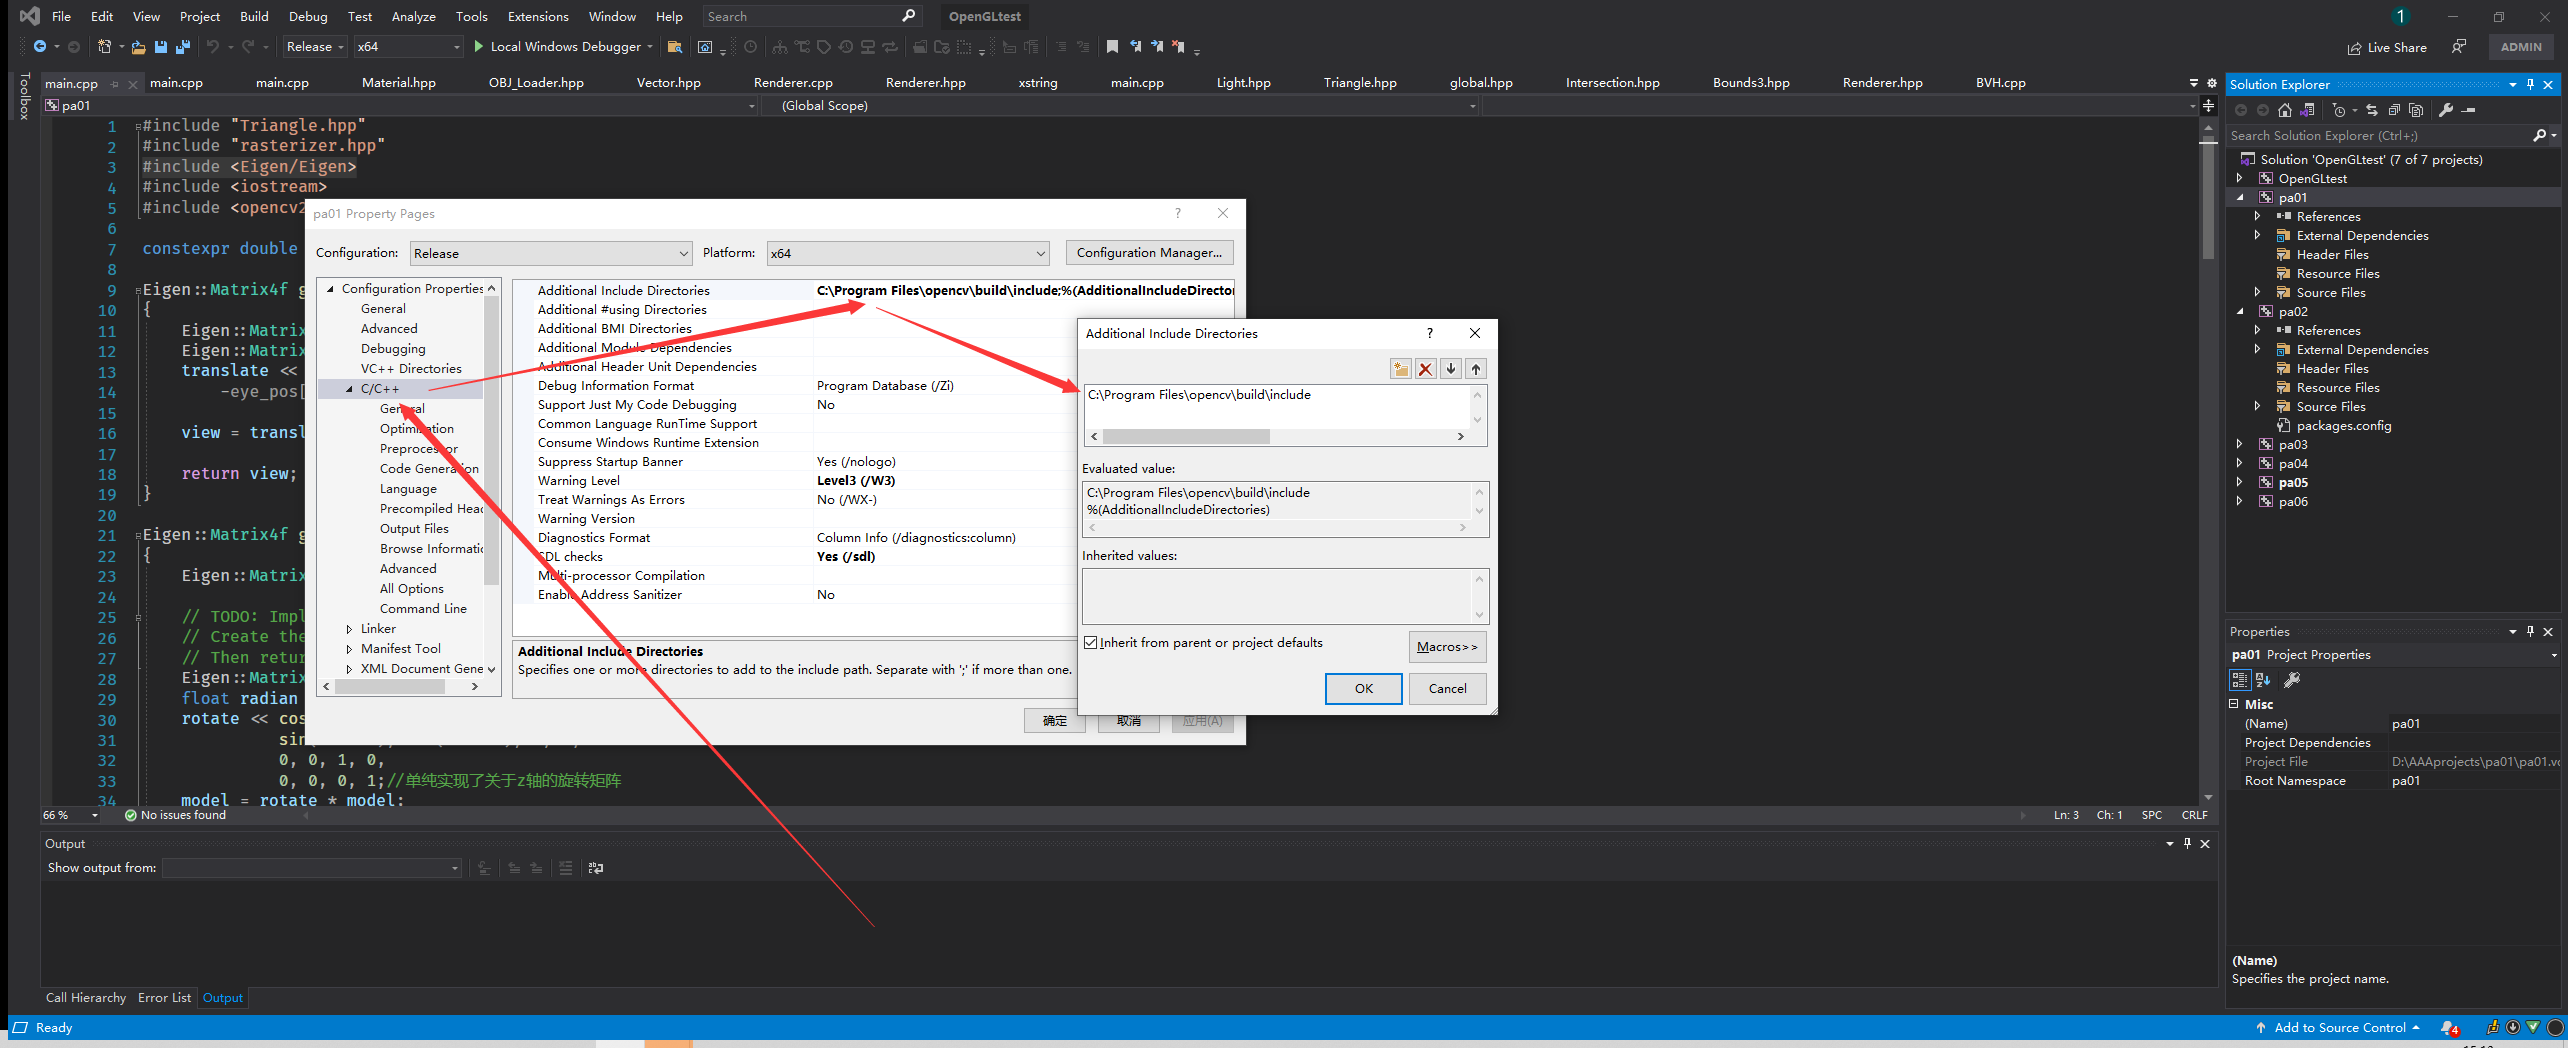 File Edit View Project Build Debug Test Analyze Tools Extensions Window Help Search OpenGLtest 1
Release x64 Local Windows Debugger Live Share ADMIN
Toolbox
main.cpp main.cpp main.cpp Material.hpp OBJ_Loader.hpp Vector.hpp Renderer.cpp Renderer.hpp xstring main.cpp Light.hpp Triangle.hpp global.hpp Intersection.hpp Bounds3.hpp Renderer.hpp BVH.cpp
pa01 (Global Scope)
1 #include "Triangle.hpp"
2 #include "rasterizer.hpp"
3 #include <Eigen/Eigen>
4 #include <iostream>
5 #include <opencv2
6
7 constexpr double
8
9 Eigen::Matrix4f g
10 {
11 Eigen::Matrix
12 Eigen::Matrix
13 translate <<
14 -eye_pos[
15
16 view = transl
17
18 return view;
19 }
20
21 Eigen::Matrix4f g
22 {
23 Eigen::Matrix
24
25 // TODO: Impl
26 // Create the
27 // Then retur
28 Eigen::Matrix
29 float radian
30 rotate << cos
31 sin(
32 0, 0, 1, 0,
33 0, 0, 0, 1;//单纯实现了关于z轴的旋转矩阵
34 model = rotate * model;
66 % No issues found Ln: 3 Ch: 1 SPC CRLF
pa01 Property Pages ?
Configuration: Release Platform: x64 Configuration Manager...
Configuration Properties
General
Advanced
Debugging
VC++ Directories
C/C++
General
Optimization
Preprocessor
Code Generation
Language
Precompiled Head
Output Files
Browse Informatic
Advanced
All Options
Command Line
Linker
Manifest Tool
XML Document Gene
Additional Include Directories C:\Program Files\opencv\build\include;%(AdditionalIncludeDirector
Additional #using Directories
Additional BMI Directories
Additional Module Dependencies
Additional Header Unit Dependencies
Debug Information Format Program Database (/Zi)
Support Just My Code Debugging No
Common Language RunTime Support
Consume Windows Runtime Extension
Suppress Startup Banner Yes (/nologo)
Warning Level Level3 (/W3)
Treat Warnings As Errors No (/WX-)
Warning Version
Diagnostics Format Column Info (/diagnostics:column)
SDL checks Yes (/sdl)
Multi-processor Compilation
Enable Address Sanitizer No
Additional Include Directories
Specifies one or more directories to add to the include path. Separate with ';' if more than one.
确定 取消 应用(A)
Additional Include Directories ?
C:\Program Files\opencv\build\include
Evaluated value:
C:\Program Files\opencv\build\include
%(AdditionalIncludeDirectories)
Inherited values:
Inherit from parent or project defaults Macros>>
OK Cancel
Output
Show output from:
Call Hierarchy Error List Output
Solution Explorer
Search Solution Explorer (Ctrl+;)
Solution 'OpenGLtest' (7 of 7 projects)
OpenGLtest
pa01
References
External Dependencies
Header Files
Resource Files
Source Files
pa02
References
External Dependencies
Header Files
Resource Files
Source Files
packages.config
pa03
pa04
pa05
pa06
Properties
pa01 Project Properties
Misc
(Name) pa01
Project Dependencies
Project File D:\AAAprojects\pa01\pa01.vc
Root Namespace pa01
(Name)
Specifies the project name.
Ready Add to Source Control 4